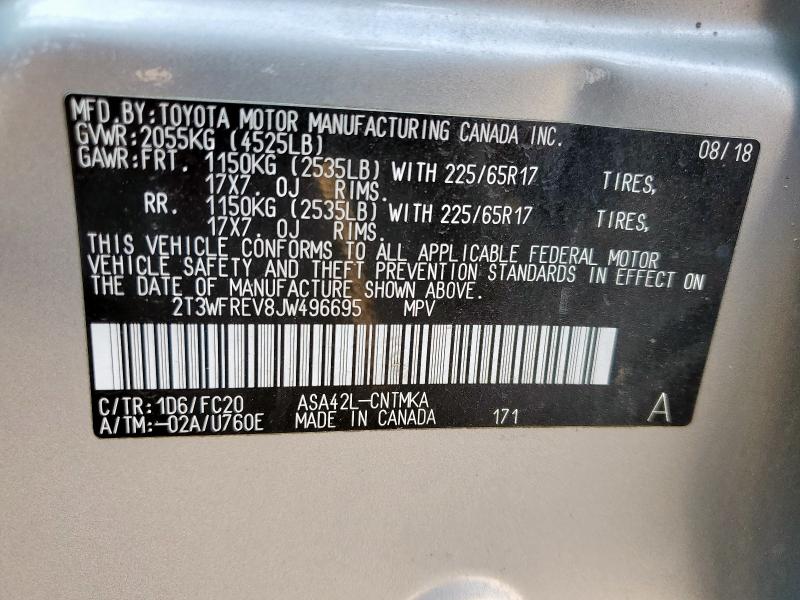 MFD. BY: TOYOTA MOTOR MANUFACTURING CANADA INC.
GVWR: 2055KG (4525LB) 08/18
GAWR: FRT. 1150KG (2535LB) WITH 225/65R17 TIRES,
17X7. 0J RIMS.
RR. 1150KG (2535LB) WITH 225/65R17 TIRES,
17X7. 0J RIMS.
THIS VEHICLE CONFORMS TO ALL APPLICABLE FEDERAL MOTOR
VEHICLE SAFETY AND THEFT PREVENTION STANDARDS IN EFFECT ON
THE DATE OF MANUFACTURE SHOWN ABOVE.
2T3WFREV8JW496695 MPV
C/TR: 1D6/FC20 ASA42L-CNTMKA
A/TM: -02A/U760E MADE IN CANADA 171 A